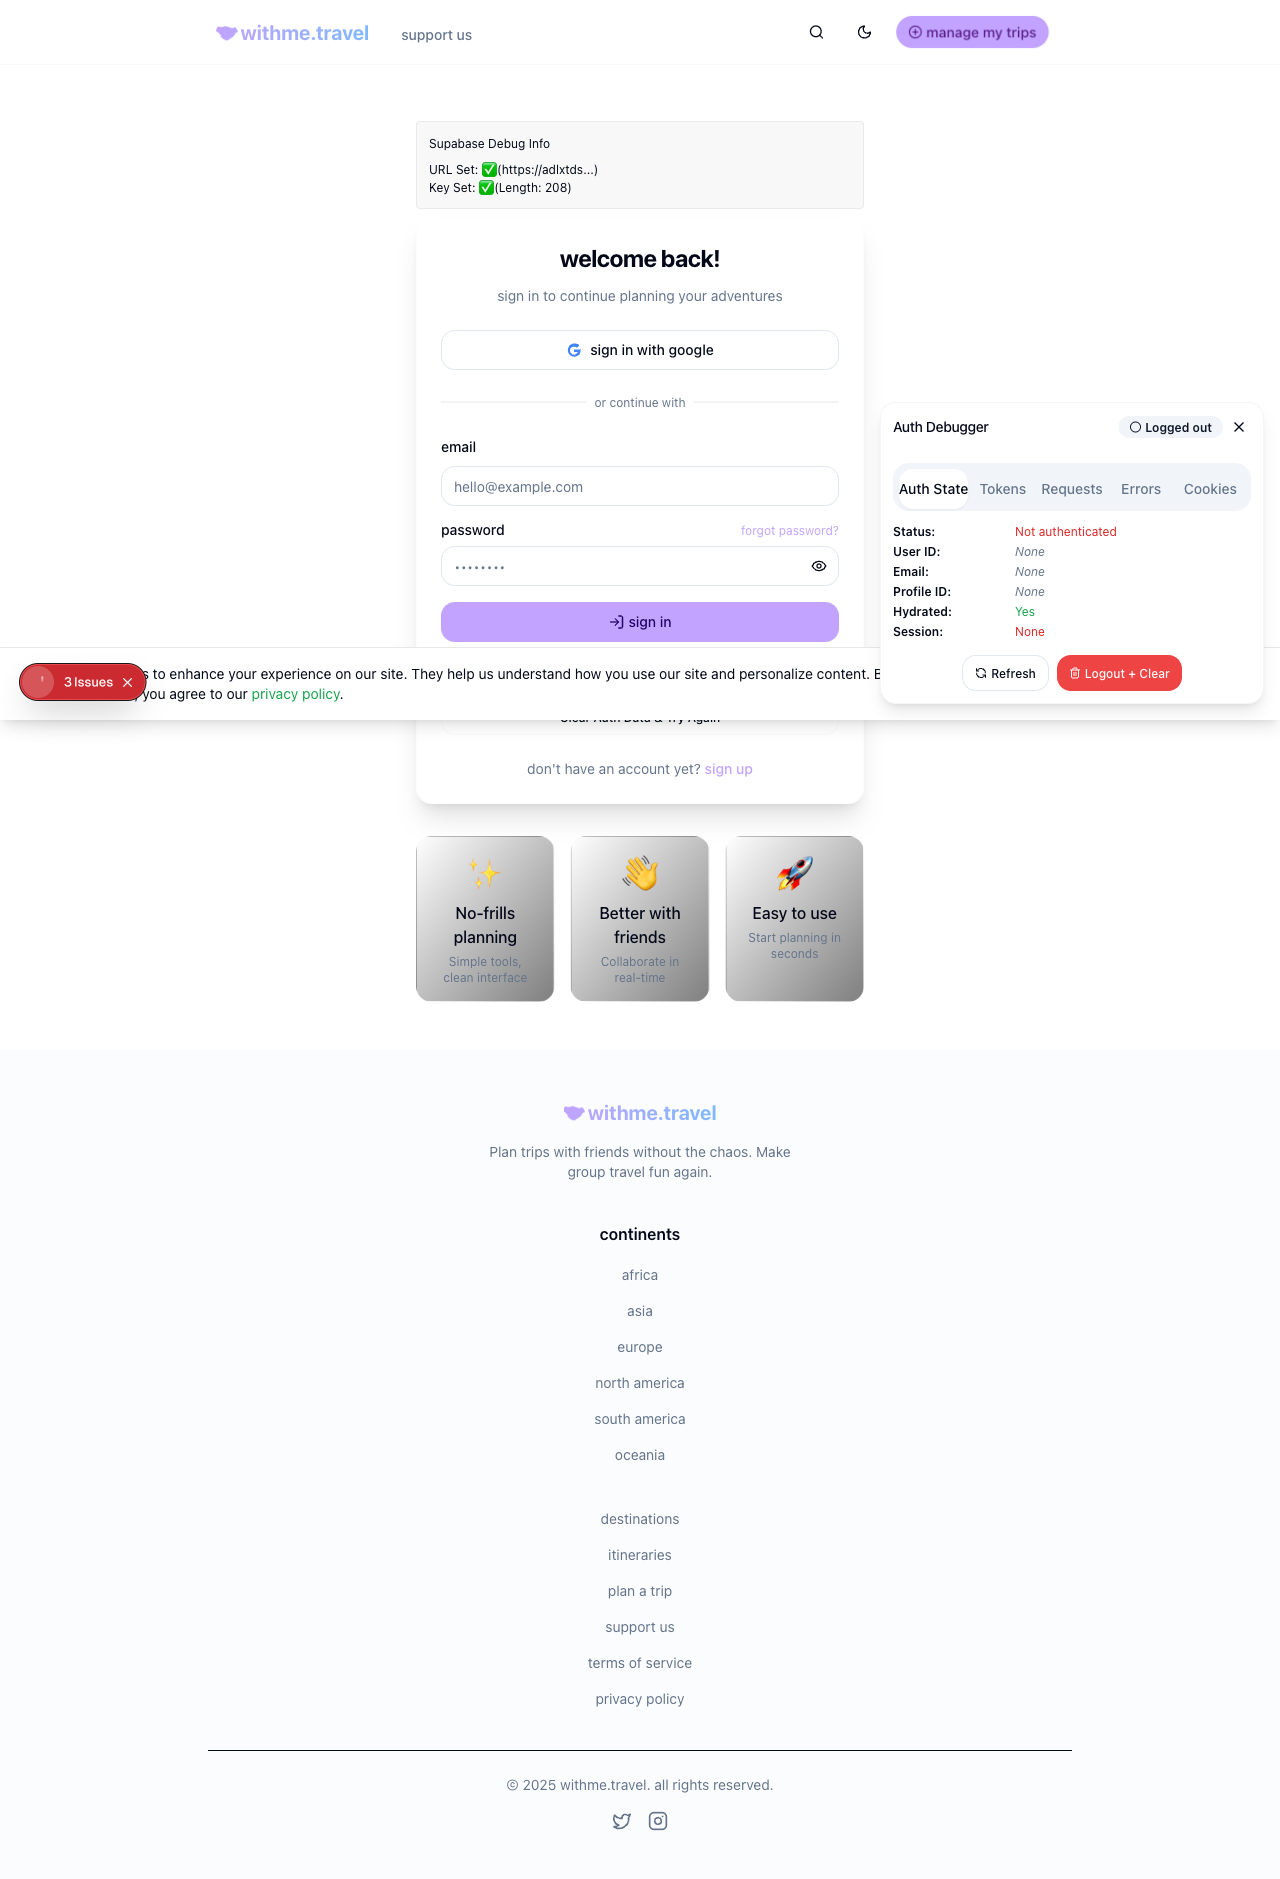 withme.travel
support us
manage my trips
Supabase Debug Info
URL Set: ✅(https://adlxtds...)
Key Set: ✅(Length: 208)
welcome back!
sign in to continue planning your adventures
sign in with google
or continue with
email
hello@example.com
password
forgot password?
sign in
Auth Debugger
Logged out
Auth State
Tokens
Requests
Errors
Cookies
Status: Not authenticated
User ID: None
Email: None
Profile ID: None
Hydrated: Yes
Session: None
Refresh
Logout + Clear
3 Issues
to enhance your experience on our site. They help us understand how you use our site and personalize content.
you agree to our privacy policy.
Clear Auth Data & Try Again
don't have an account yet? sign up
No-frills
planning
Simple tools,
clean interface
Better with
friends
Collaborate in
real-time
Easy to use
Start planning in
seconds
withme.travel
Plan trips with friends without the chaos. Make
group travel fun again.
continents
africa
asia
europe
north america
south america
oceania
destinations
itineraries
plan a trip
support us
terms of service
privacy policy
© 2025 withme.travel. all rights reserved.